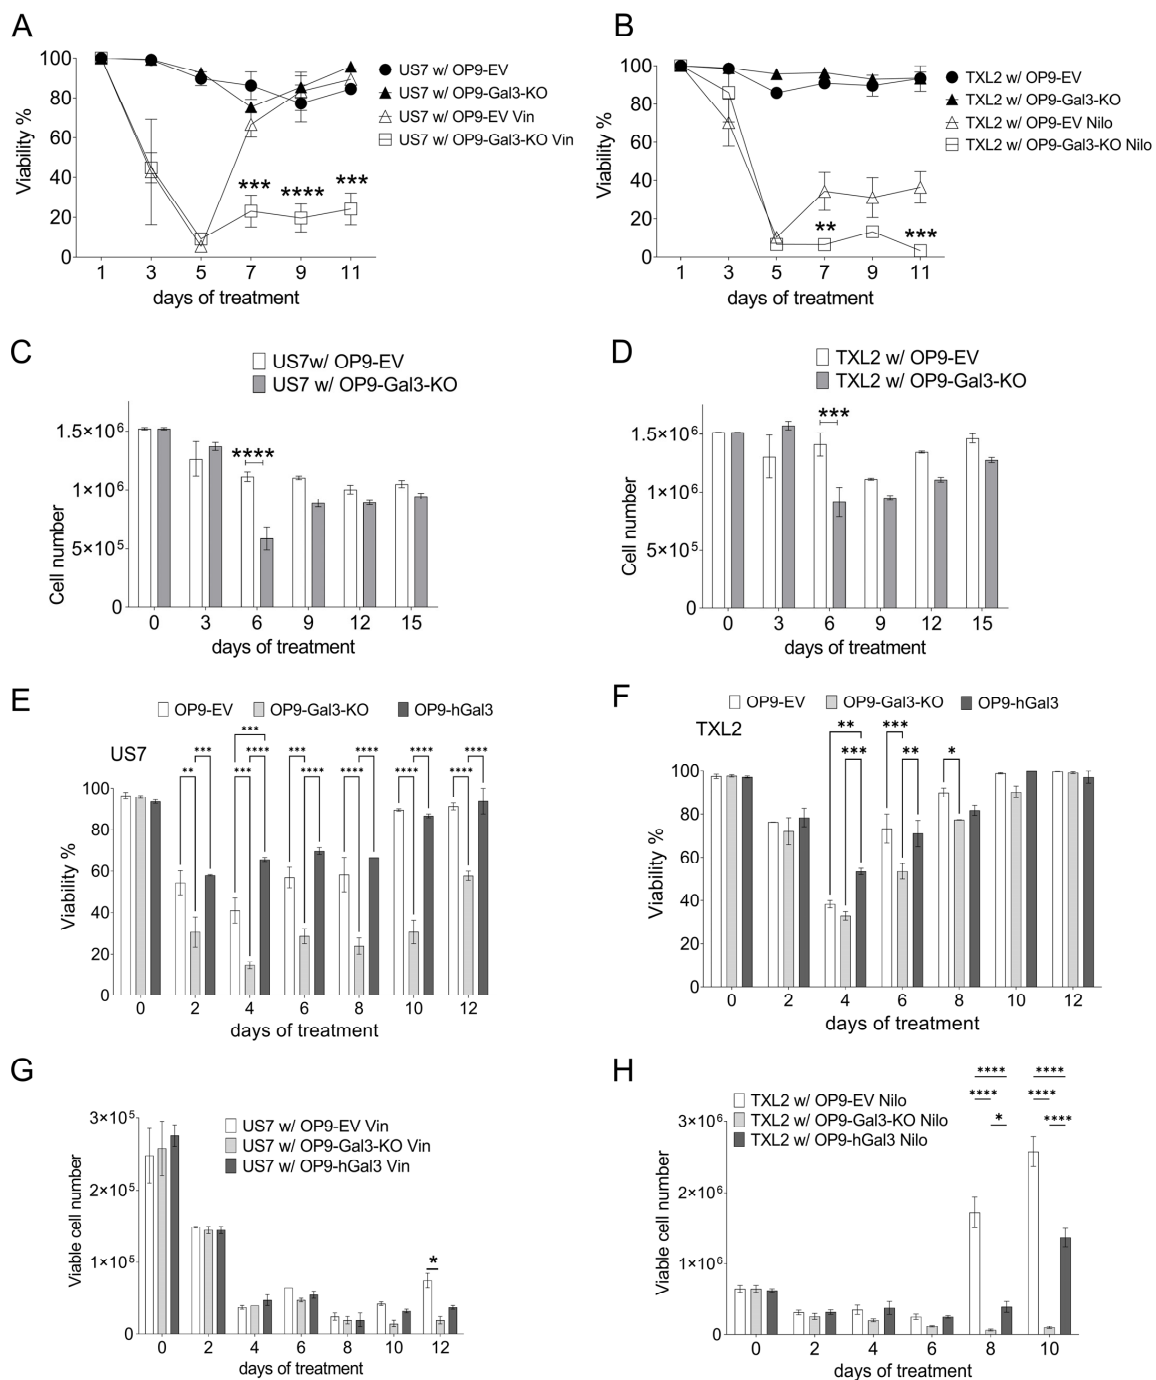 A
100
80
60
40
20
0
Viability %
1 3 5 7 9 11
days of treatment
US7 w/ OP9-EV
US7 w/ OP9-Gal3-KO
US7 w/ OP9-EV Vin
US7 w/ OP9-Gal3-KO Vin
*** **** ***
B
100
80
60
40
20
0
Viability %
1 3 5 7 9 11
days of treatment
TXL2 w/ OP9-EV
TXL2 w/ OP9-Gal3-KO
TXL2 w/ OP9-EV Nilo
TXL2 w/ OP9-Gal3-KO Nilo
** ***
C
US7w/ OP9-EV
US7 w/ OP9-Gal3-KO
1.5×10⁶
1×10⁶
5×10⁵
0
Cell number
****
0 3 6 9 12 15
days of treatment
D
TXL2 w/ OP9-EV
TXL2 w/ OP9-Gal3-KO
1.5×10⁶
1×10⁶
5×10⁵
0
Cell number
***
0 3 6 9 12 15
days of treatment
E
OP9-EV OP9-Gal3-KO OP9-hGal3
US7
***
*** **** *** **** **** ****
** *** **** **** **** ****
100
80
60
40
20
0
Viability %
0 2 4 6 8 10 12
days of treatment
F
OP9-EV OP9-Gal3-KO OP9-hGal3
TXL2
** ***
*** ** *
100
80
60
40
20
0
Viability %
0 2 4 6 8 10 12
days of treatment
G
US7 w/ OP9-EV Vin
US7 w/ OP9-Gal3-KO Vin
US7 w/ OP9-hGal3 Vin
3×10⁵
2×10⁵
1×10⁵
0
Viable cell number
*
0 2 4 6 8 10 12
days of treatment
H
TXL2 w/ OP9-EV Nilo
TXL2 w/ OP9-Gal3-KO Nilo
TXL2 w/ OP9-hGal3 Nilo
**** ****
**** ****
* ****
3×10⁶
2×10⁶
1×10⁶
0
Viable cell number
0 2 4 6 8 10
days of treatment